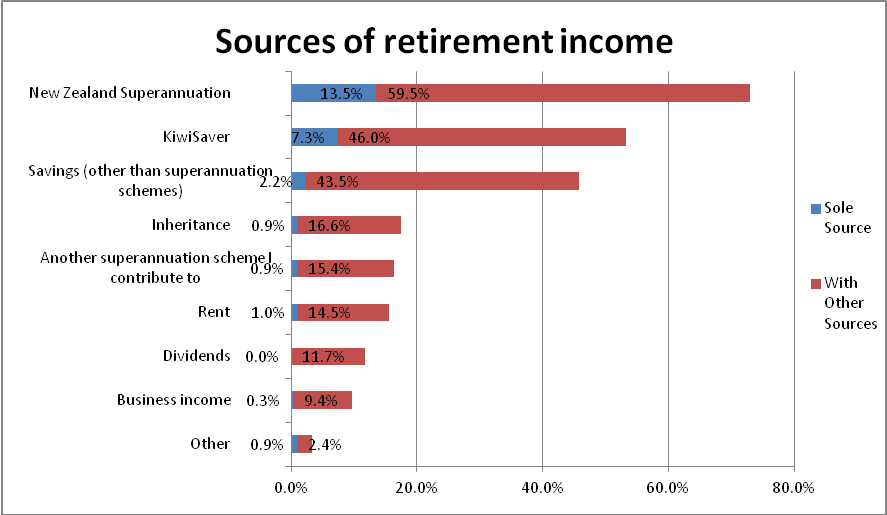 Sources of retirement income
New Zealand Superannuation
13.5%
59.5%
KiwiSaver
7.3%
46.0%
Savings (other than superannuation
schemes)
2.2%
43.5%
Inheritance
0.9%
16.6%
Another superannuation scheme I
contribute to
0.9%
15.4%
Rent
1.0%
14.5%
Dividends
0.0%
11.7%
Business income
0.3%
9.4%
Other
0.9%
2.4%
0.0%
20.0%
40.0%
60.0%
80.0%
Sole
Source
With
Other
Sources